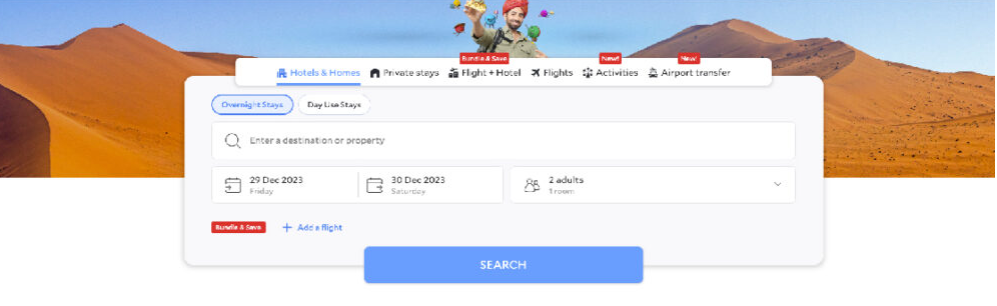 Bundle & Save New! New!
Hotels & Homes Private stays Flight + Hotel Flights Activities Airport transfer
Overnight Stays Day Use Stays
Enter a destination or property
29 Dec 2023 30 Dec 2023 2 adults
Friday Saturday 1 room
Bundle & Save + Add a flight
SEARCH